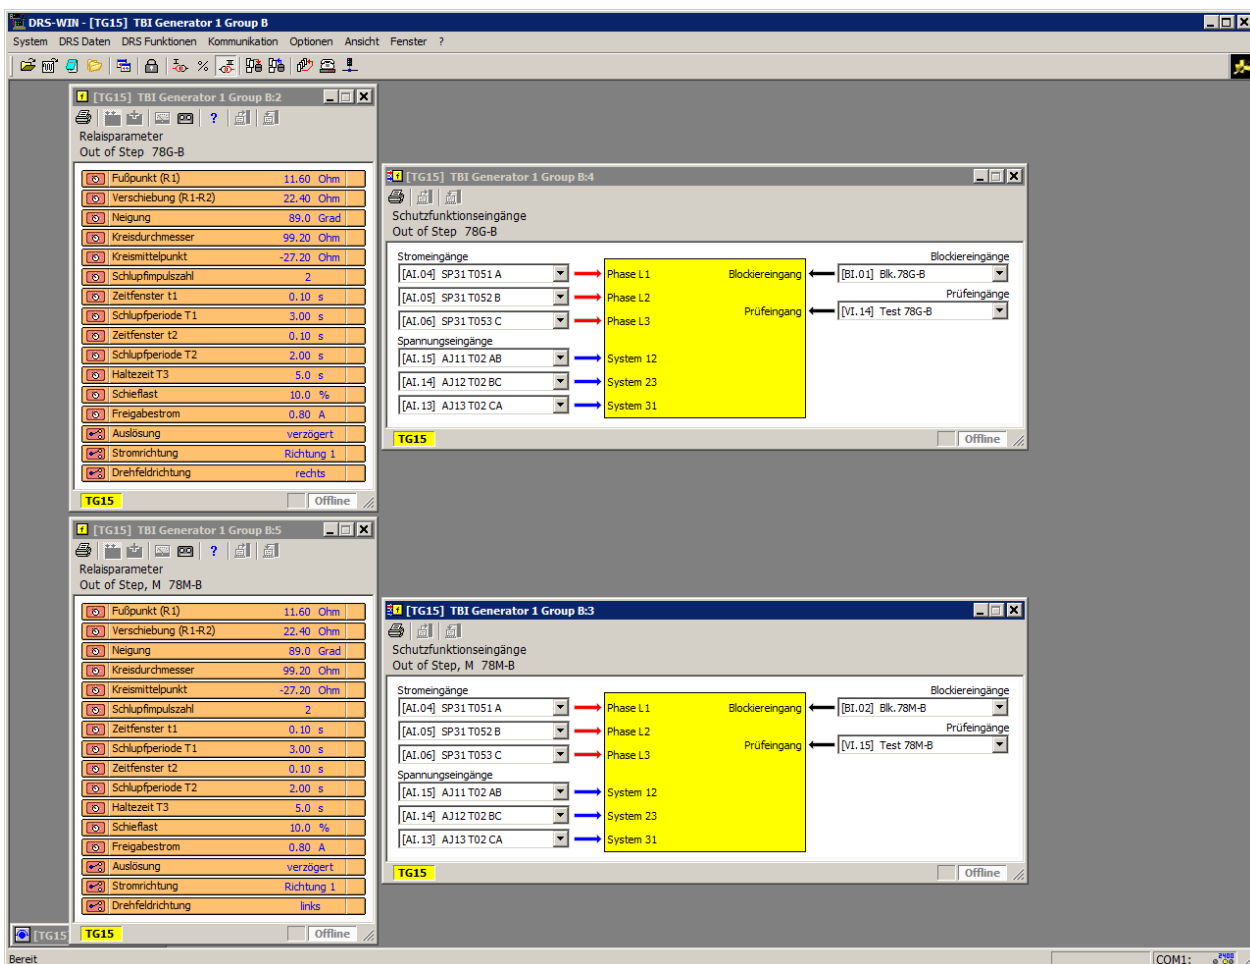 DRS-WIN - [TG15] TBI Generator 1 Group B
System DRS Daten DRS Funktionen Kommunikation Optionen Ansicht Fenster ?
[TG15] TBI Generator 1 Group B:2
Relaisparameter
Out of Step 78G-B
Fußpunkt (R1) 11.60 Ohm
Verschiebung (R1-R2) 22.40 Ohm
Neigung 89.0 Grad
Kreisdurchmesser 99.20 Ohm
Kreismittelpunkt -27.20 Ohm
Schlupfimpulszahl 2
Zeitfenster t1 0.10 s
Schlupfperiode T1 3.00 s
Zeitfenster t2 0.10 s
Schlupfperiode T2 2.00 s
Haltezeit T3 5.0 s
Schieflast 10.0 %
Freigabestrom 0.80 A
Auslösung verzögert
Stromrichtung Richtung 1
Drehfeldrichtung rechts
TG15 Offline
[TG15] TBI Generator 1 Group B:4
Schutzfunktionseingänge
Out of Step 78G-B
Stromeingänge Blockiereingänge
[AI.04] SP31 T051 A Phase L1 Blockiereingang [BI.01] Blk.78G-B
[AI.05] SP31 T052 B Phase L2 Prüfeingänge
[AI.06] SP31 T053 C Phase L3 Prüfeingang [VI.14] Test 78G-B
Spannungseingänge
[AI.15] AJ11 T02 AB System 12
[AI.14] AJ12 T02 BC System 23
[AI.13] AJ13 T02 CA System 31
TG15 Offline
[TG15] TBI Generator 1 Group B:5
Relaisparameter
Out of Step, M 78M-B
Fußpunkt (R1) 11.60 Ohm
Verschiebung (R1-R2) 22.40 Ohm
Neigung 89.0 Grad
Kreisdurchmesser 99.20 Ohm
Kreismittelpunkt -27.20 Ohm
Schlupfimpulszahl 2
Zeitfenster t1 0.10 s
Schlupfperiode T1 3.00 s
Zeitfenster t2 0.10 s
Schlupfperiode T2 2.00 s
Haltezeit T3 5.0 s
Schieflast 10.0 %
Freigabestrom 0.80 A
Auslösung verzögert
Stromrichtung Richtung 1
Drehfeldrichtung links
TG15 Offline
[TG15] TBI Generator 1 Group B:3
Schutzfunktionseingänge
Out of Step, M 78M-B
Stromeingänge Blockiereingänge
[AI.04] SP31 T051 A Phase L1 Blockiereingang [BI.02] Blk.78M-B
[AI.05] SP31 T052 B Phase L2 Prüfeingänge
[AI.06] SP31 T053 C Phase L3 Prüfeingang [VI.15] Test 78M-B
Spannungseingänge
[AI.15] AJ11 T02 AB System 12
[AI.14] AJ12 T02 BC System 23
[AI.13] AJ13 T02 CA System 31
TG15 Offline
[TG15
Bereit COM1: 2400